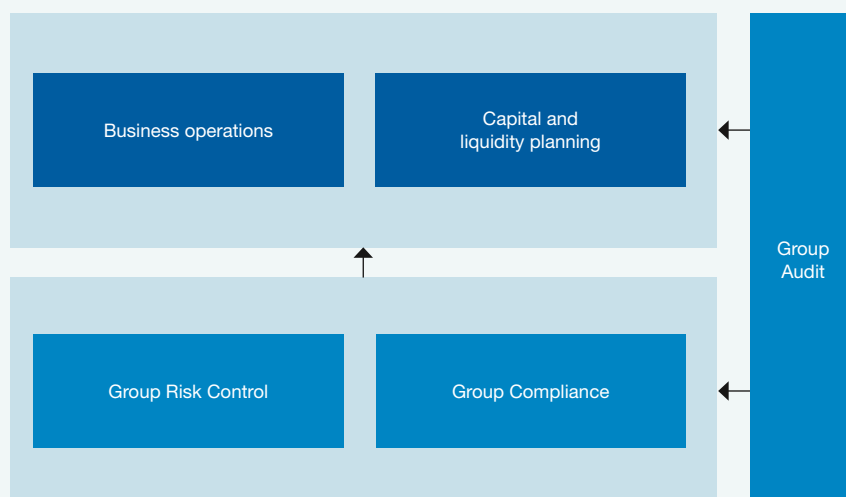 Business operations
Capital and
liquidity planning
Group
Audit
Group Risk Control
Group Compliance